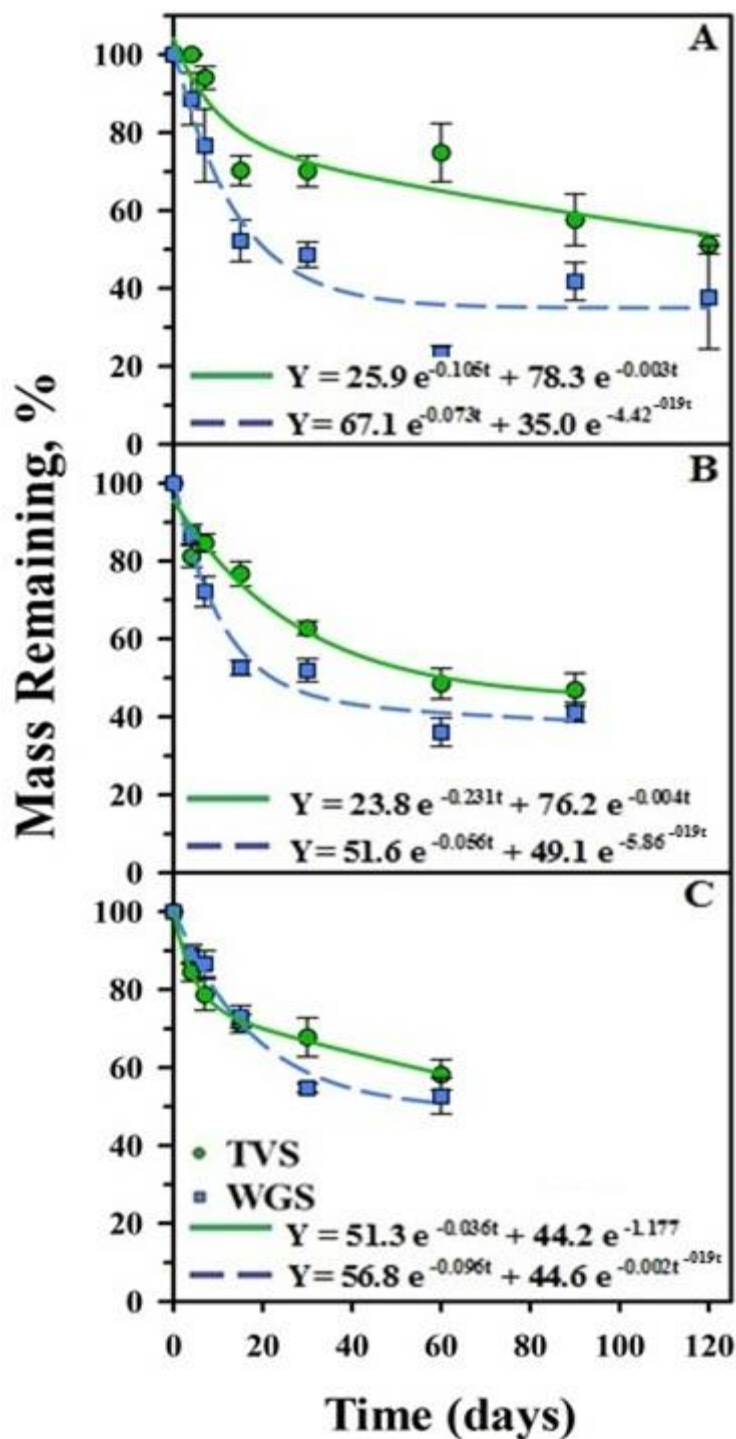 Mass Remaining, %
A
100
80
60
40
20
0
Y = 25.9 e^-0.105t + 78.3 e^-0.003t
Y= 67.1 e^-0.073t + 35.0 e^-4.42^-019t
B
100
80
60
40
20
0
Y = 23.8 e^-0.231t + 76.2 e^-0.004t
Y= 51.6 e^-0.056t + 49.1 e^-5.86^-019t
C
100
80
60
40
20
0
TVS
WGS
Y = 51.3 e^-0.036t + 44.2 e^-1.177
Y= 56.8 e^-0.096t + 44.6 e^-0.002t^-019t
0 20 40 60 80 100 120
Time (days)